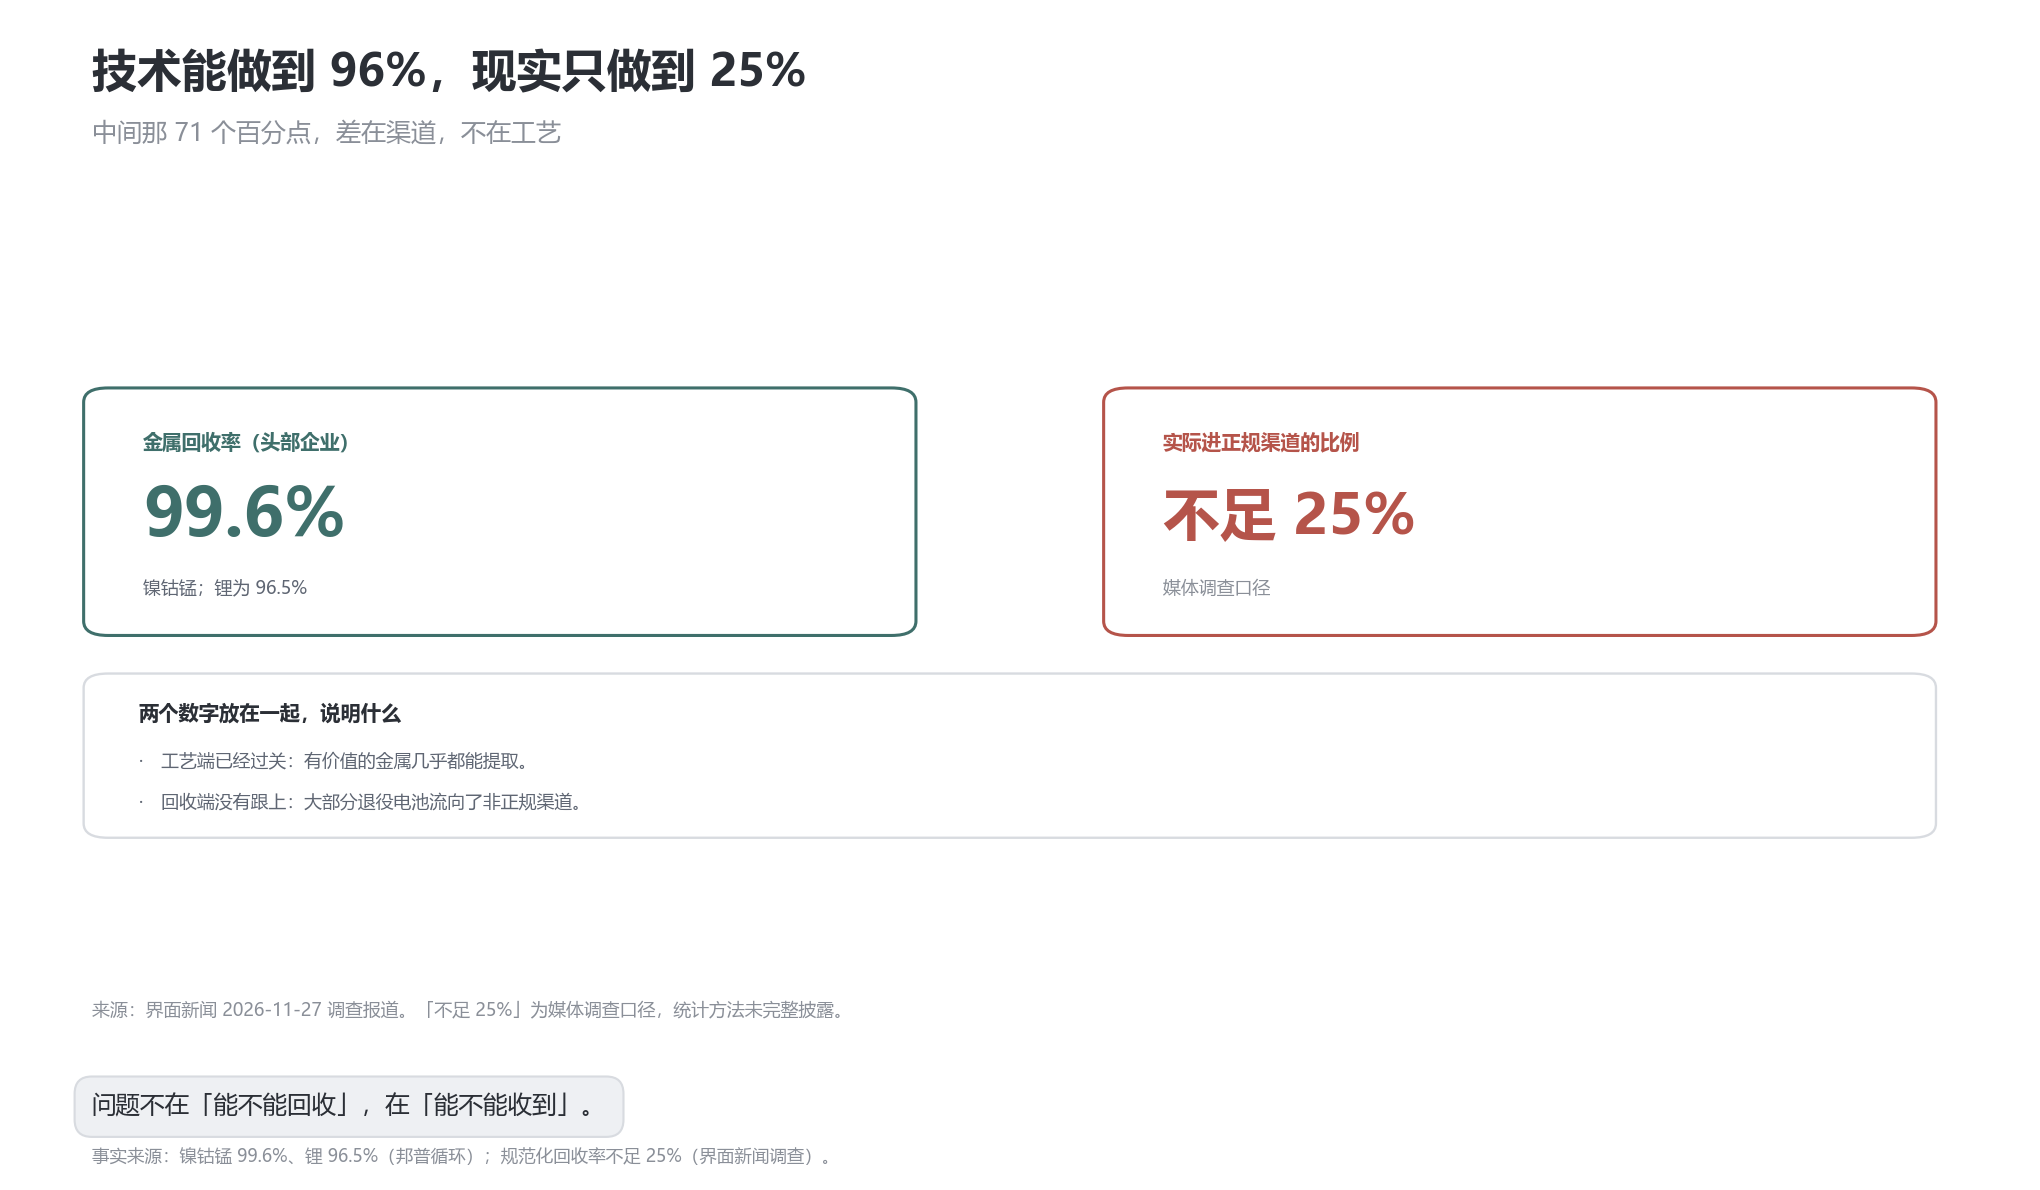 技术能做到 96%，现实只做到 25%
中间那 71 个百分点，差在渠道，不在工艺
金属回收率（头部企业）
99.6%
镍钴锰；锂为 96.5%
实际进正规渠道的比例
不足 25%
媒体调查口径
两个数字放在一起，说明什么
· 工艺端已经过关：有价值的金属几乎都能提取。
· 回收端没有跟上：大部分退役电池流向了非正规渠道。
来源：界面新闻 2026-11-27 调查报道。「不足 25%」为媒体调查口径，统计方法未完整披露。
问题不在「能不能回收」，在「能不能收到」。
事实来源：镍钴锰 99.6%、锂 96.5%（邦普循环）；规范化回收率不足 25%（界面新闻调查）。